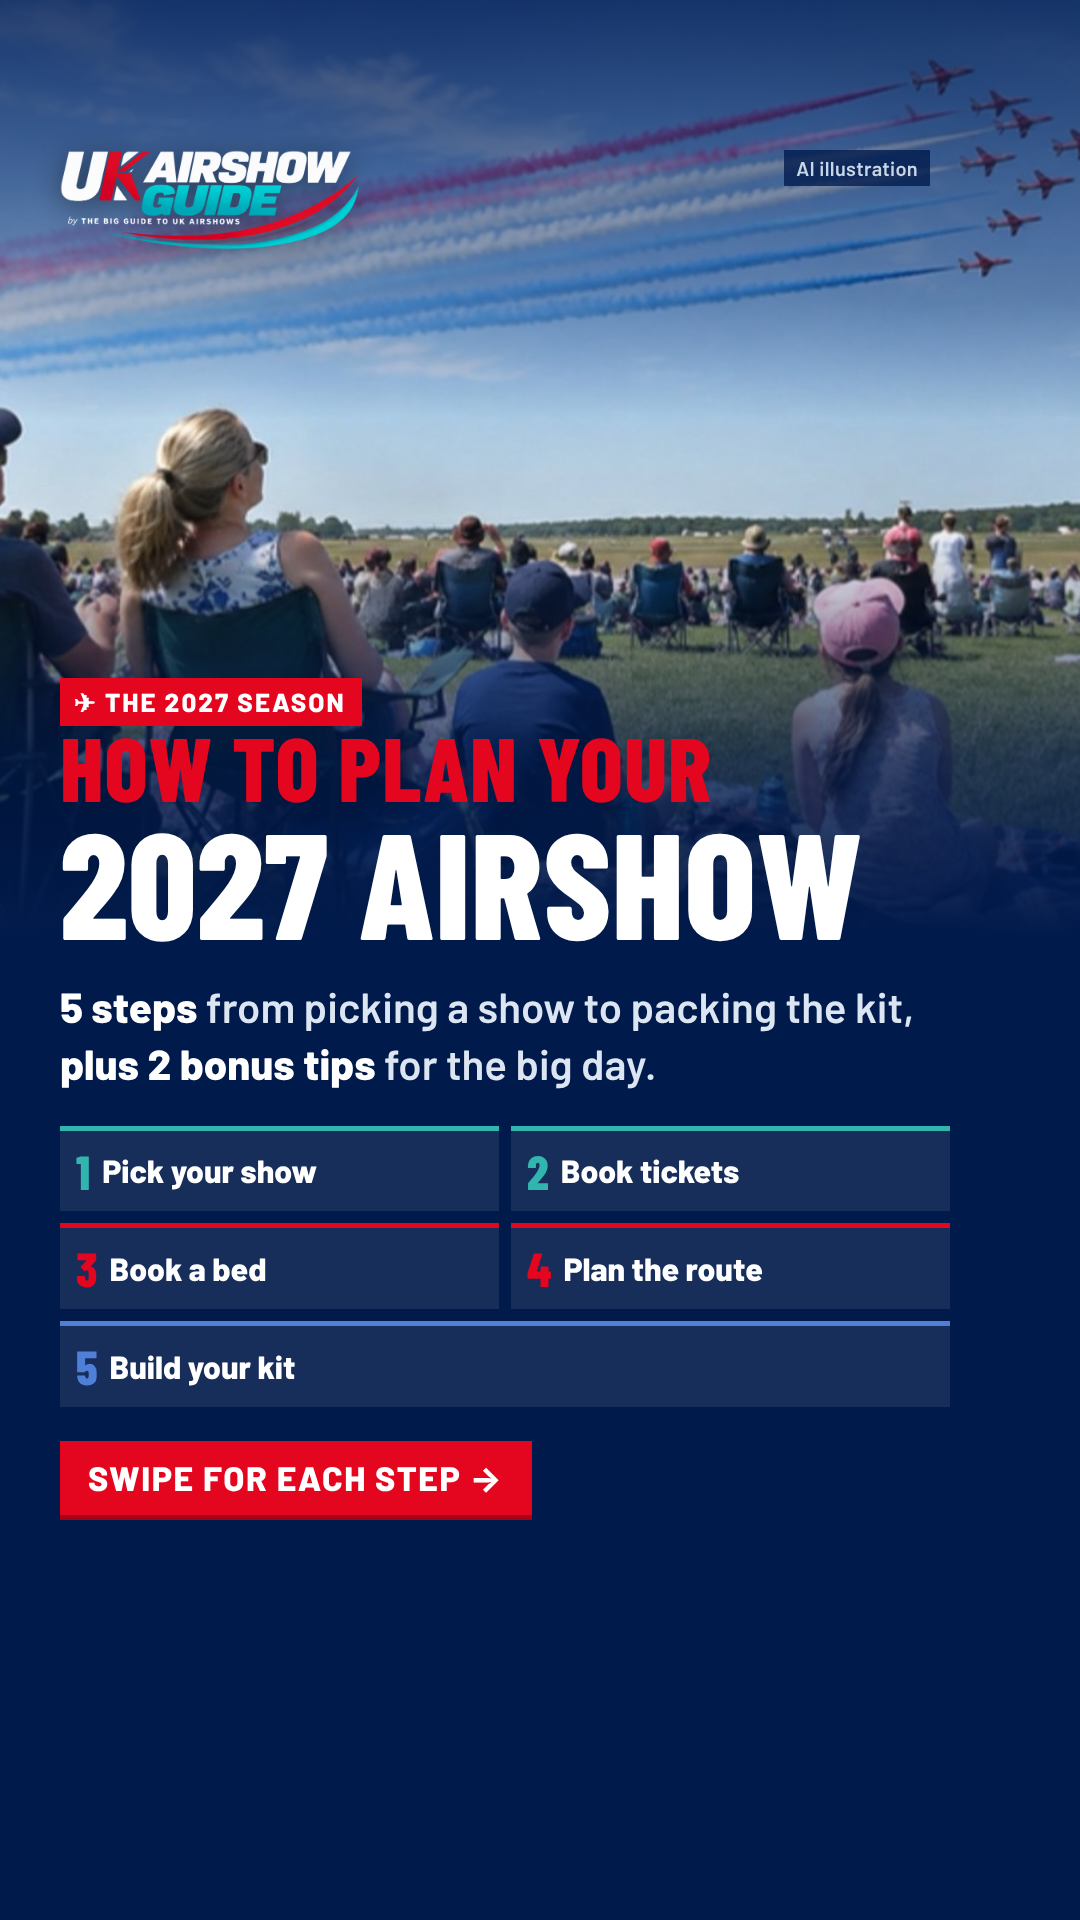 UK AIRSHOW
GUIDE
by THE BIG GUIDE TO UK AIRSHOWS
AI illustration
✈ THE 2027 SEASON
HOW TO PLAN YOUR
2027 AIRSHOW
5 steps from picking a show to packing the kit,
plus 2 bonus tips for the big day.
1 Pick your show
2 Book tickets
3 Book a bed
4 Plan the route
5 Build your kit
SWIPE FOR EACH STEP →